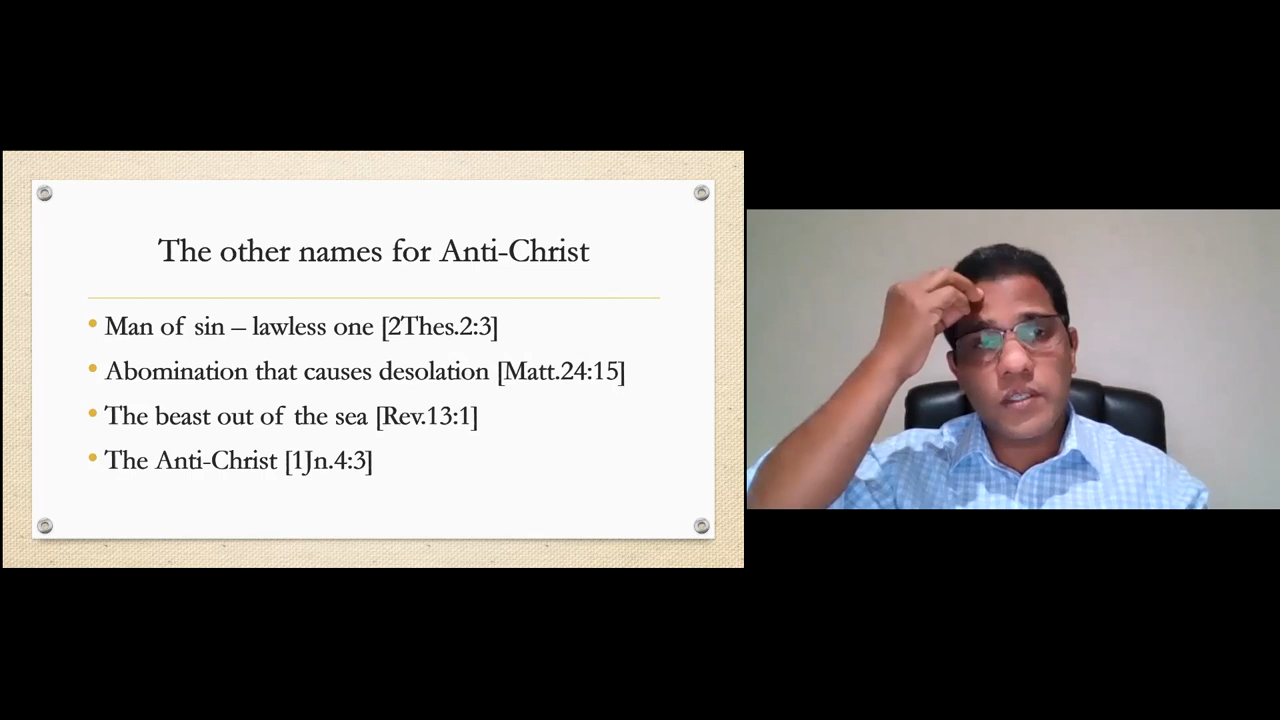 The other names for Anti-Christ
• Man of sin – lawless one [2Thes.2:3]
• Abomination that causes desolation [Matt.24:15]
• The beast out of the sea [Rev.13:1]
• The Anti-Christ [1Jn.4:3]